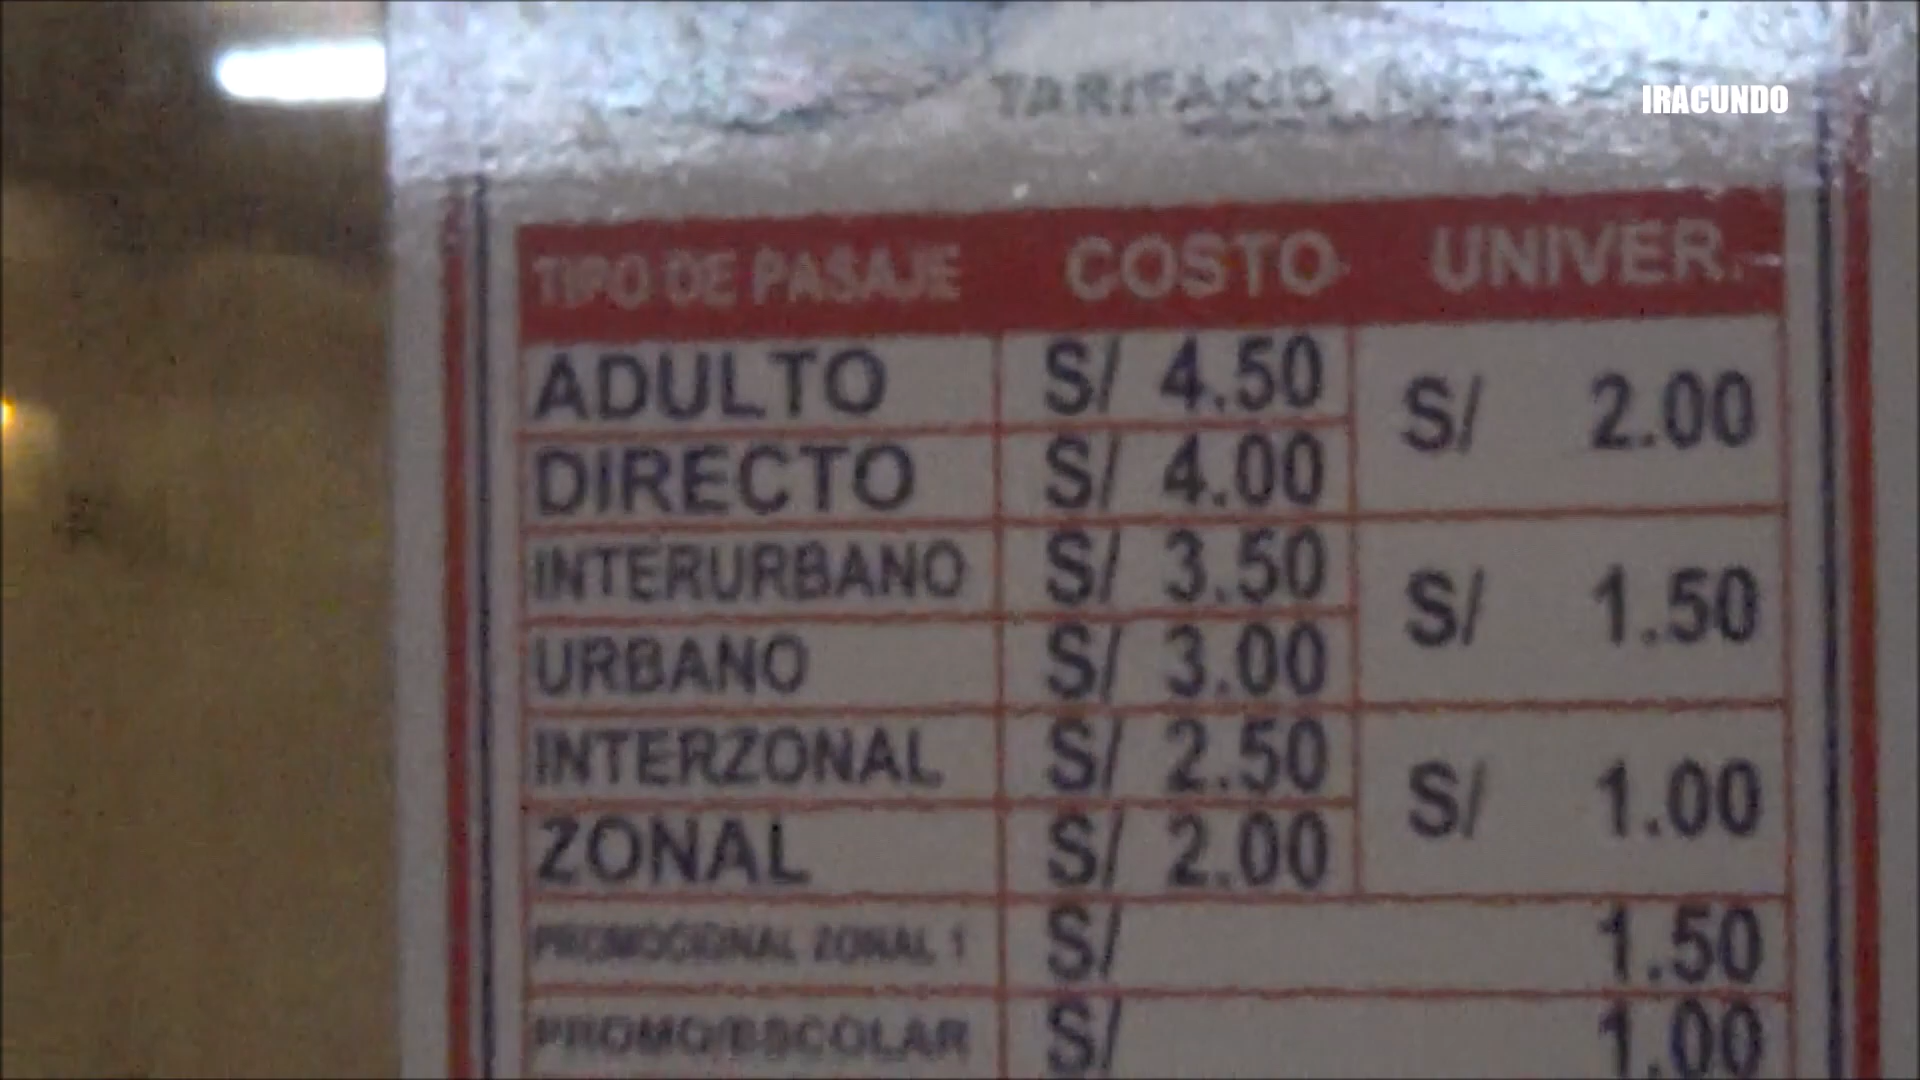 TARIFARIO
IRACUNDO
TIPO DE PASAJE COSTO UNIVER.
ADULTO S/ 4.50 S/ 2.00
DIRECTO S/ 4.00
INTERURBANO S/ 3.50 S/ 1.50
URBANO S/ 3.00
INTERZONAL S/ 2.50 S/ 1.00
ZONAL S/ 2.00
PROMOCIONAL ZONAL 1 S/ 1.50
PROMO/ESCOLAR S/ 1.00